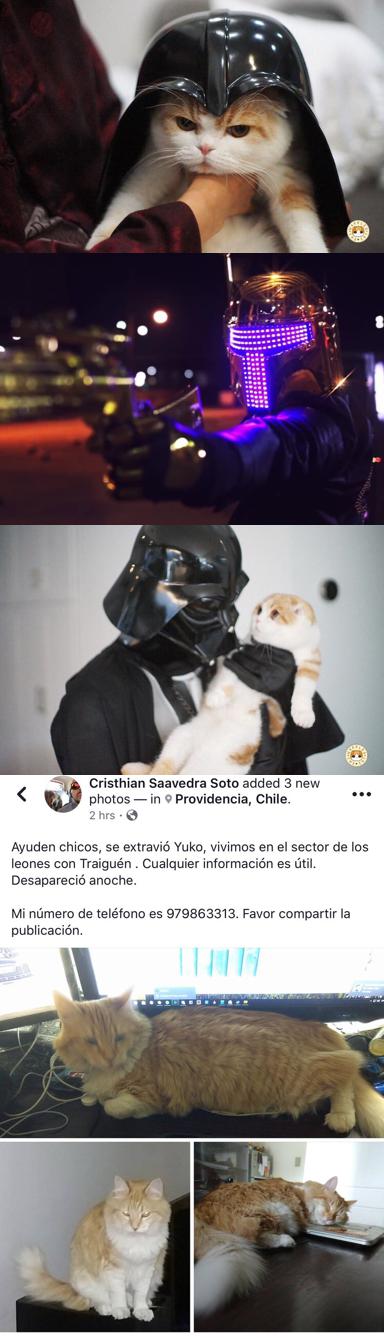 Cristhian Saavedra Soto added 3 new
photos — in Providencia, Chile.
2 hrs ·
Ayuden chicos, se extravió Yuko, vivimos en el sector de los
leones con Traiguén . Cualquier información es útil.
Desapareció anoche.
Mi número de teléfono es 979863313. Favor compartir la
publicación.